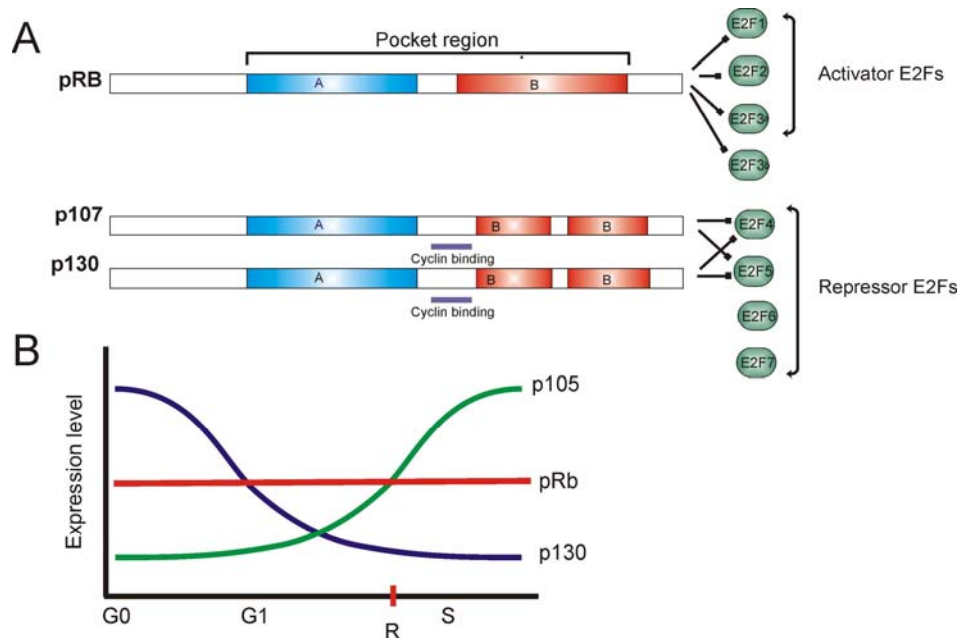 A
Pocket region
pRB
A
B
E2F1
E2F2
E2F3
E2F3
Activator E2Fs
p107
A
B
B
Cyclin binding
p130
A
B
B
Cyclin binding
E2F4
E2F5
E2F6
E2F7
Repressor E2Fs
B
Expression level
p105
pRb
p130
G0
G1
R
S